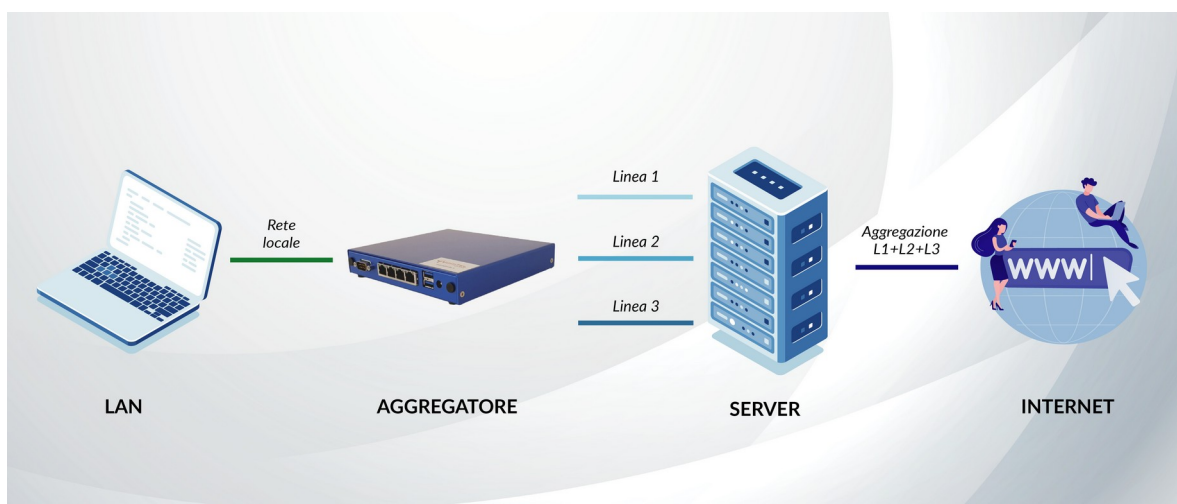 Rete
locale
Linea 1
Linea 2
Linea 3
Aggregazione
L1+L2+L3
WWW
LAN
AGGREGATORE
SERVER
INTERNET